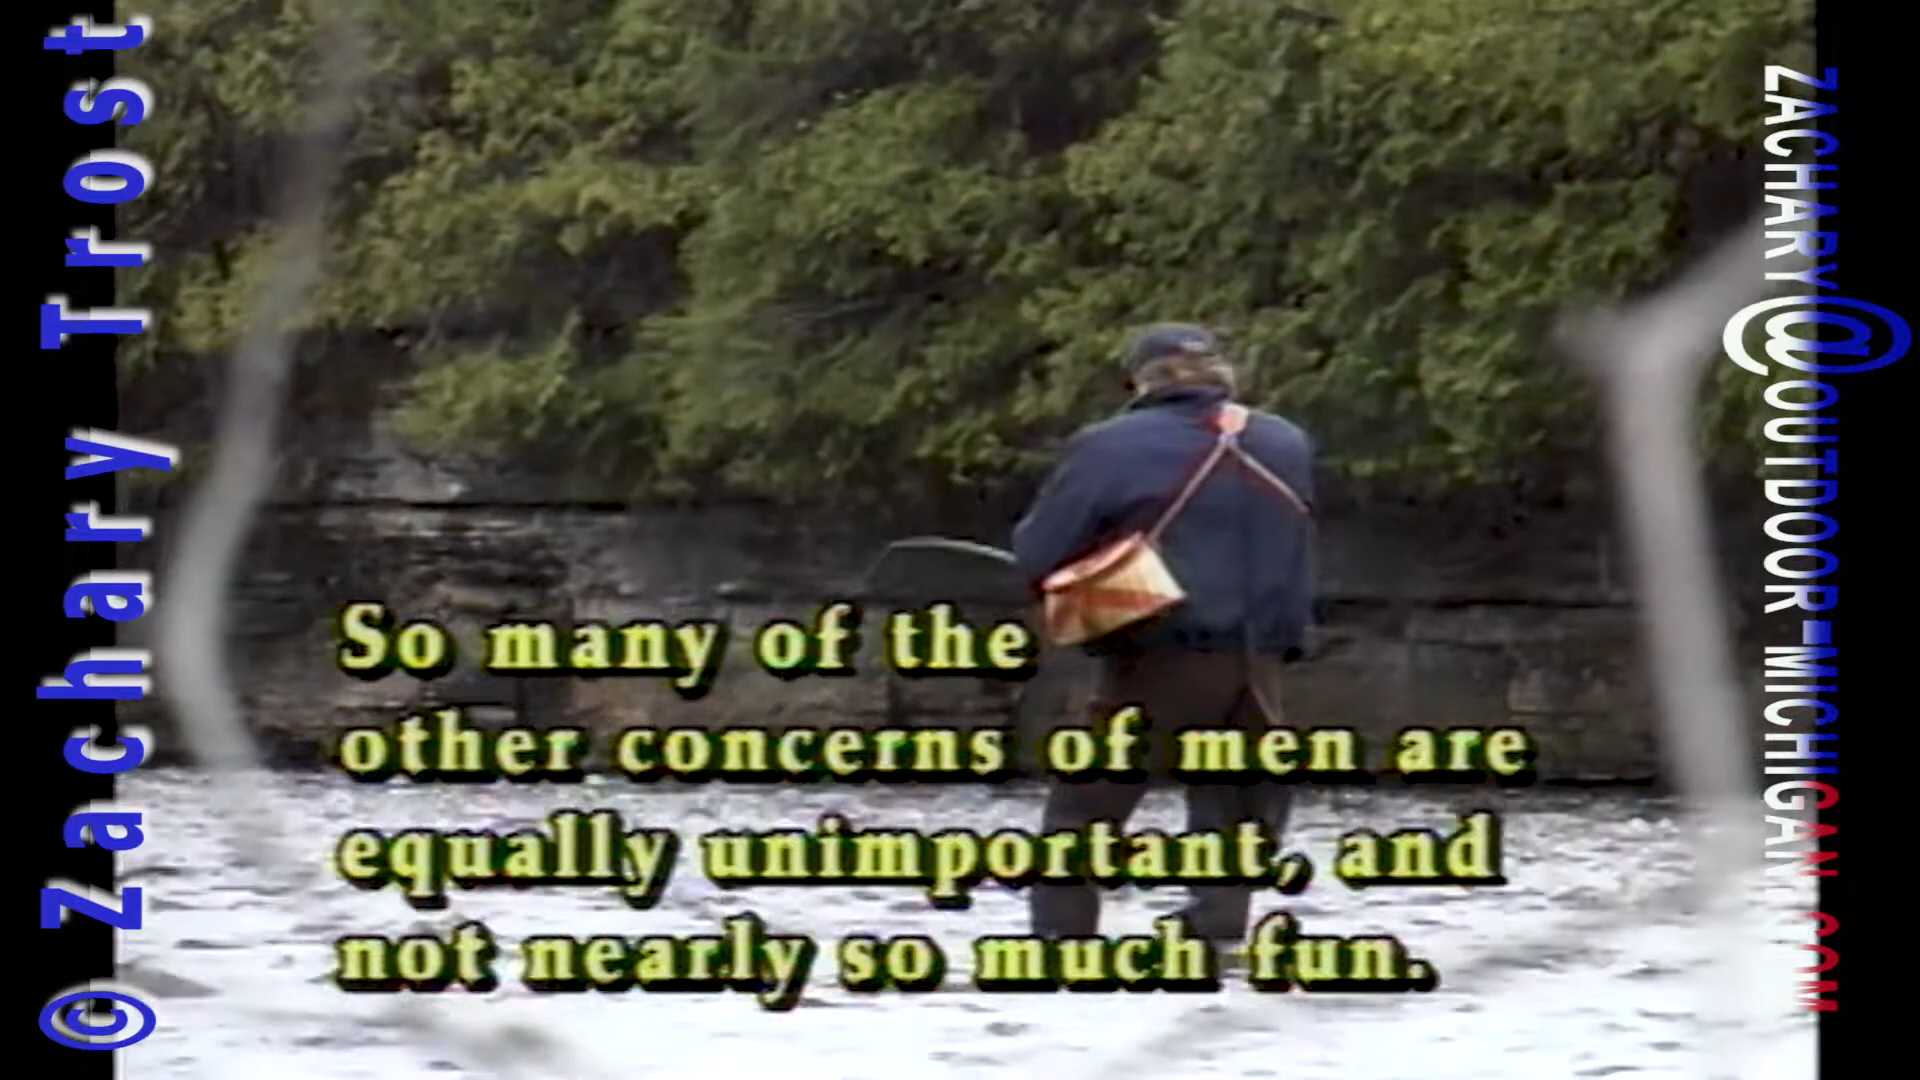 © Zachary Trost
So many of the
other concerns of men are
equally unimportant, and
not nearly so much fun.
ZACHARY@OUTDOOR-MICHIGAN.COM